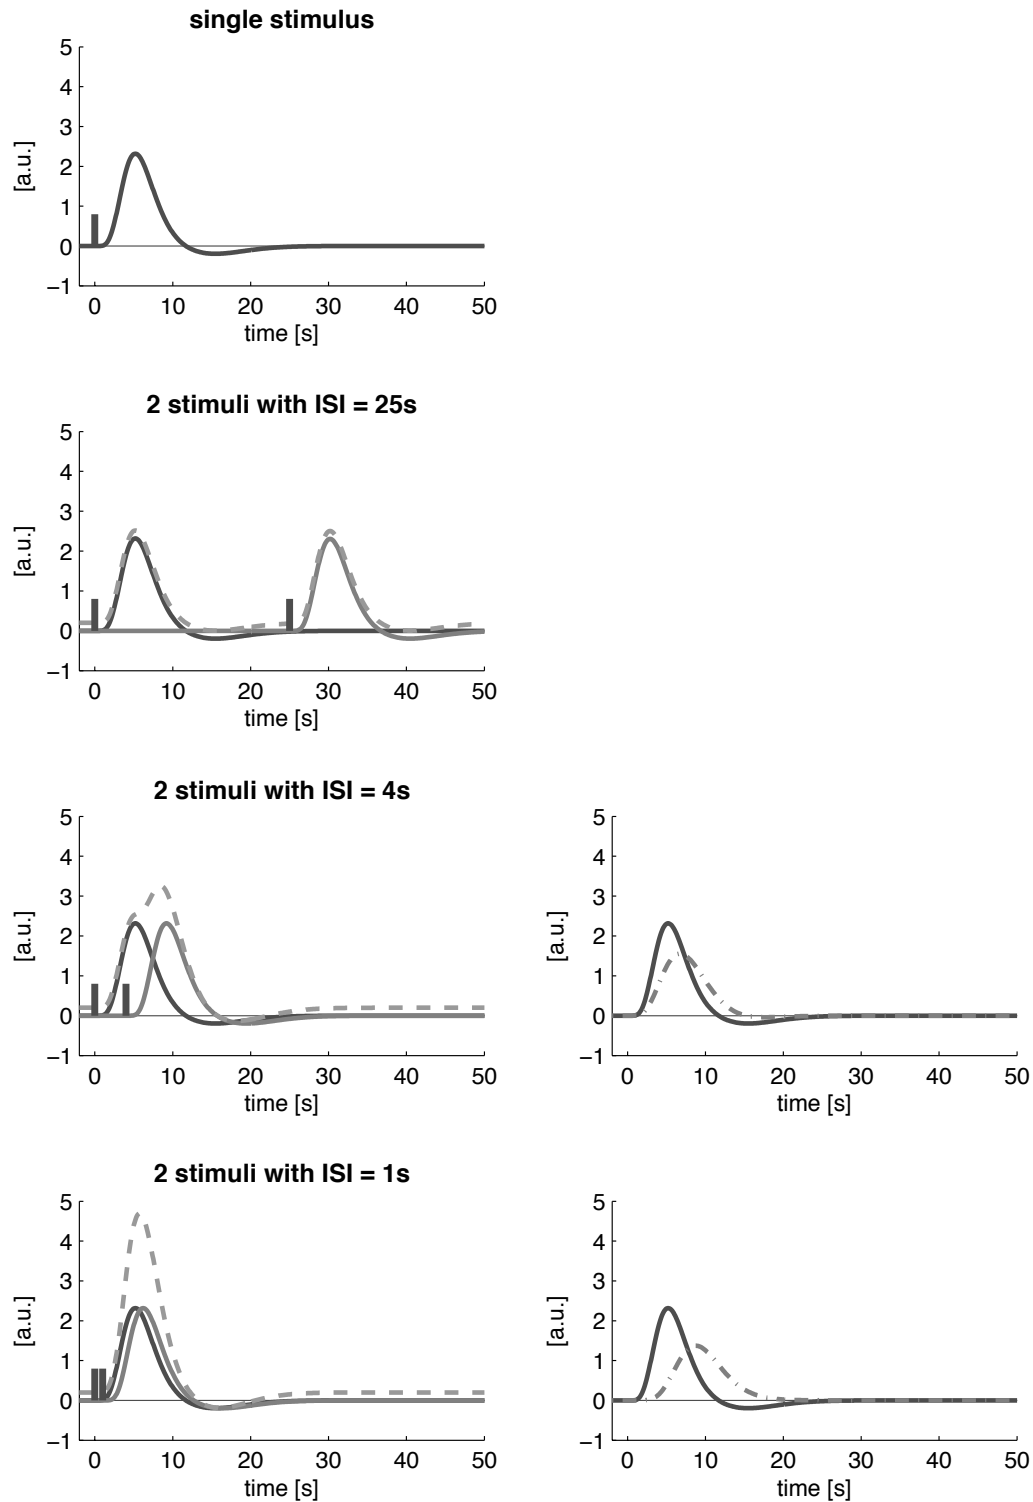 single stimulus
5
4
3
2
1
0
−1
[a.u.]
0 10 20 30 40 50
time [s]
2 stimuli with ISI = 25s
5
4
3
2
1
0
−1
[a.u.]
0 10 20 30 40 50
time [s]
2 stimuli with ISI = 4s
5
4
3
2
1
0
−1
[a.u.]
0 10 20 30 40 50
time [s]
5
4
3
2
1
0
−1
[a.u.]
0 10 20 30 40 50
time [s]
2 stimuli with ISI = 1s
5
4
3
2
1
0
−1
[a.u.]
0 10 20 30 40 50
time [s]
5
4
3
2
1
0
−1
[a.u.]
0 10 20 30 40 50
time [s]